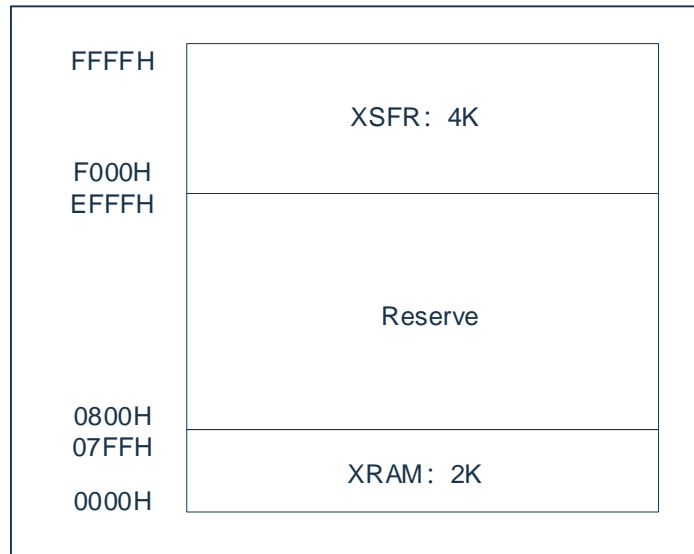 FFFFH
XSFR: 4K
F000H
EFFFH
Reserve
0800H
07FFH
XRAM: 2K
0000H